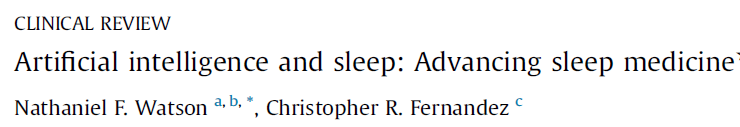 CLINICAL REVIEW
Artificial intelligence and sleep: Advancing sleep medicine
Nathaniel F. Watson a, b, *, Christopher R. Fernandez c